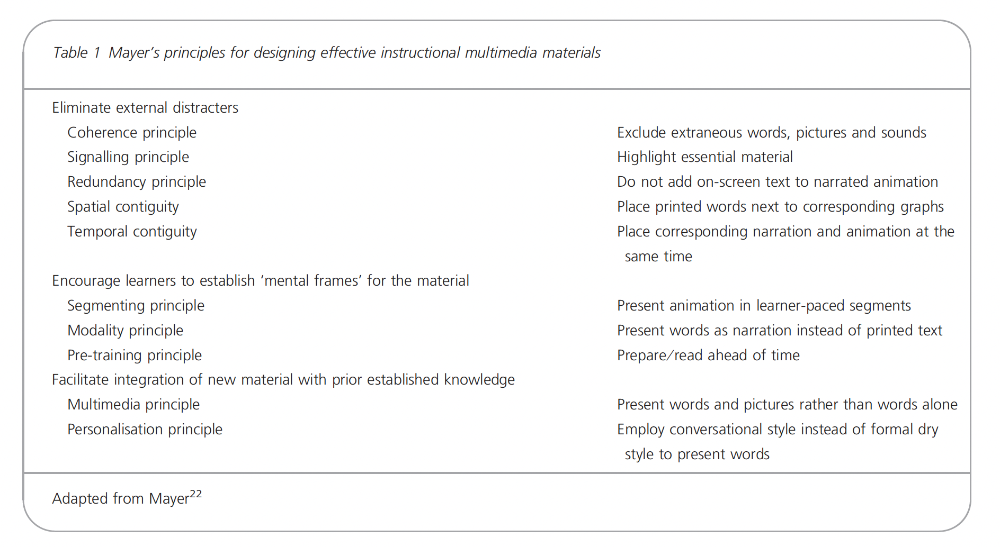 Table 1 Mayer's principles for designing effective instructional multimedia materials
Eliminate external distracters
Coherence principle Exclude extraneous words, pictures and sounds
Signalling principle Highlight essential material
Redundancy principle Do not add on-screen text to narrated animation
Spatial contiguity Place printed words next to corresponding graphs
Temporal contiguity Place corresponding narration and animation at the
same time
Encourage learners to establish ‘mental frames’ for the material
Segmenting principle Present animation in learner-paced segments
Modality principle Present words as narration instead of printed text
Pre-training principle Prepare/read ahead of time
Facilitate integration of new material with prior established knowledge
Multimedia principle Present words and pictures rather than words alone
Personalisation principle Employ conversational style instead of formal dry
style to present words
Adapted from Mayer22